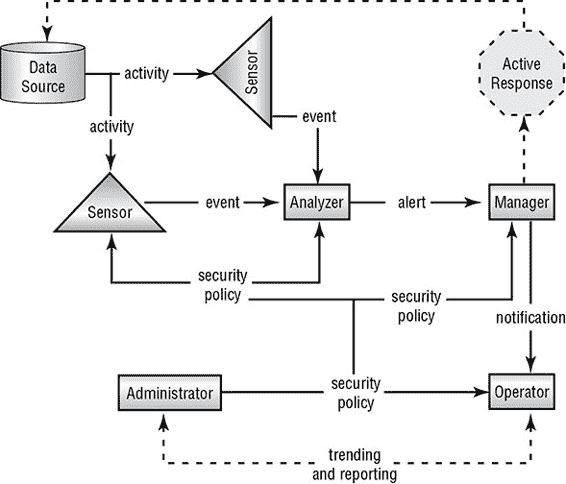 Data
Source
activity
Sensor
Active
Response
event
activity
Sensor
event
Analyzer
alert
Manager
security
policy
security
policy
notification
Administrator
security
policy
Operator
trending
and reporting